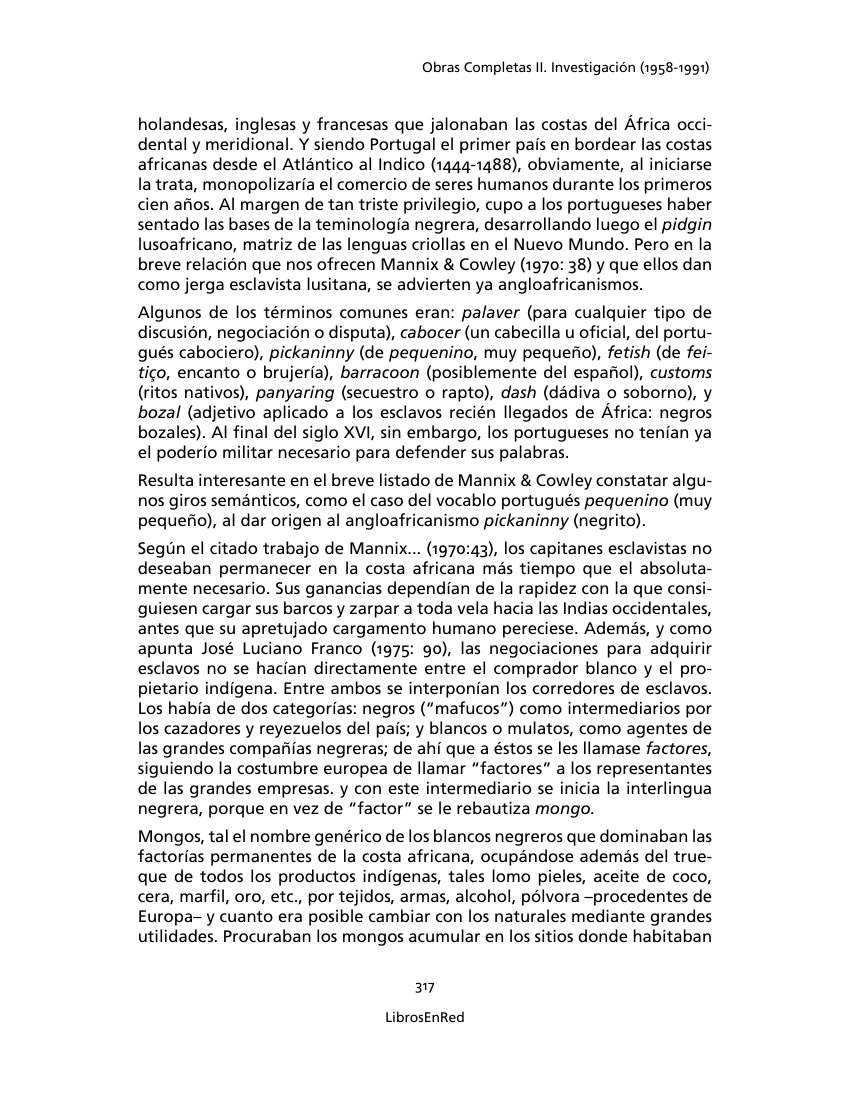 Obras Completas II. Investigación (1958-1991)
holandesas, inglesas y francesas que jalonaban las costas del África occi-
dental y meridional. Y siendo Portugal el primer país en bordear las costas
africanas desde el Atlántico al Indico (1444-1488), obviamente, al iniciarse
la trata, monopolizaría el comercio de seres humanos durante los primeros
cien años. Al margen de tan triste privilegio, cupo a los portugueses haber
sentado las bases de la teminología negrera, desarrollando luego el pidgin
lusoafricano, matriz de las lenguas criollas en el Nuevo Mundo. Pero en la
breve relación que nos ofrecen Mannix & Cowley (1970: 38) y que ellos dan
como jerga esclavista lusitana, se advierten ya angloafricanismos.
Algunos de los términos comunes eran: palaver (para cualquier tipo de
discusión, negociación o disputa), cabocer (un cabecilla u oficial, del portu-
gués cabociero), pickaninny (de pequenino, muy pequeño), fetish (de fei-
tiço, encanto o brujería), barracoon (posiblemente del español), customs
(ritos nativos), panyaring (secuestro o rapto), dash (dádiva o soborno), y
bozal (adjetivo aplicado a los esclavos recién llegados de África: negros
bozales). Al final del siglo XVI, sin embargo, los portugueses no tenían ya
el poderío militar necesario para defender sus palabras.
Resulta interesante en el breve listado de Mannix & Cowley constatar algu-
nos giros semánticos, como el caso del vocablo portugués pequenino (muy
pequeño), al dar origen al angloafricanismo pickaninny (negrito).
Según el citado trabajo de Mannix... (1970:43), los capitanes esclavistas no
deseaban permanecer en la costa africana más tiempo que el absoluta-
mente necesario. Sus ganancias dependían de la rapidez con la que consi-
guiesen cargar sus barcos y zarpar a toda vela hacia las Indias occidentales,
antes que su apretujado cargamento humano pereciese. Además, y como
apunta José Luciano Franco (1975: 90), las negociaciones para adquirir
esclavos no se hacían directamente entre el comprador blanco y el pro-
pietario indígena. Entre ambos se interponían los corredores de esclavos.
Los había de dos categorías: negros (“mafucos”) como intermediarios por
los cazadores y reyezuelos del país; y blancos o mulatos, como agentes de
las grandes compañías negreras; de ahí que a éstos se les llamase factores,
siguiendo la costumbre europea de llamar “factores” a los representantes
de las grandes empresas. y con este intermediario se inicia la interlingua
negrera, porque en vez de “factor” se le rebautiza mongo.
Mongos, tal el nombre genérico de los blancos negreros que dominaban las
factorías permanentes de la costa africana, ocupándose además del true-
que de todos los productos indígenas, tales lomo pieles, aceite de coco,
cera, marfil, oro, etc., por tejidos, armas, alcohol, pólvora –procedentes de
Europa– y cuanto era posible cambiar con los naturales mediante grandes
utilidades. Procuraban los mongos acumular en los sitios donde habitaban
317
LibrosEnRed